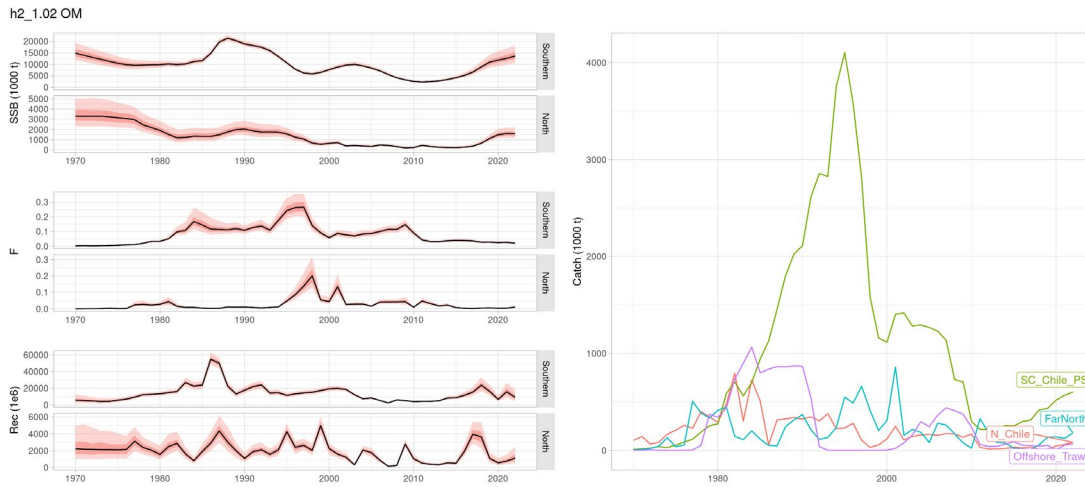 h2_1.02 OM
SSB (1000 t)
20000
15000
10000
5000
0
Southern
5000
4000
3000
2000
1000
0
North
1970 1980 1990 2000 2010 2020
F
0.3
0.2
0.1
0.0
Southern
0.3
0.2
0.1
0.0
North
1970 1980 1990 2000 2010 2020
Rec (1e6)
60000
40000
20000
0
Southern
6000
4000
2000
0
North
1970 1980 1990 2000 2010 2020
Catch (1000 t)
4000
3000
2000
1000
0
SC_Chile_PS
FarNorth
N_Chile
Offshore_Traw
1980 2000 2020